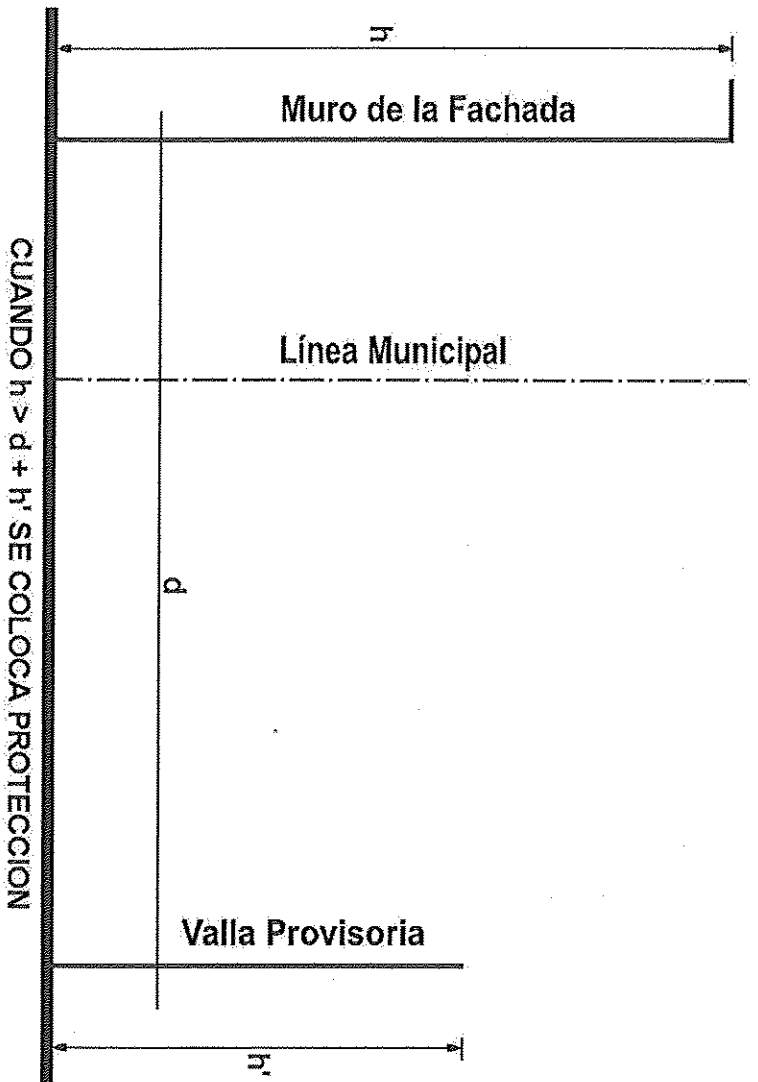 h
Muro de la Fachada
Línea Municipal
d
Valla Provisoria
h'
CUANDO h > d + h' SE COLOCA PROTECCION